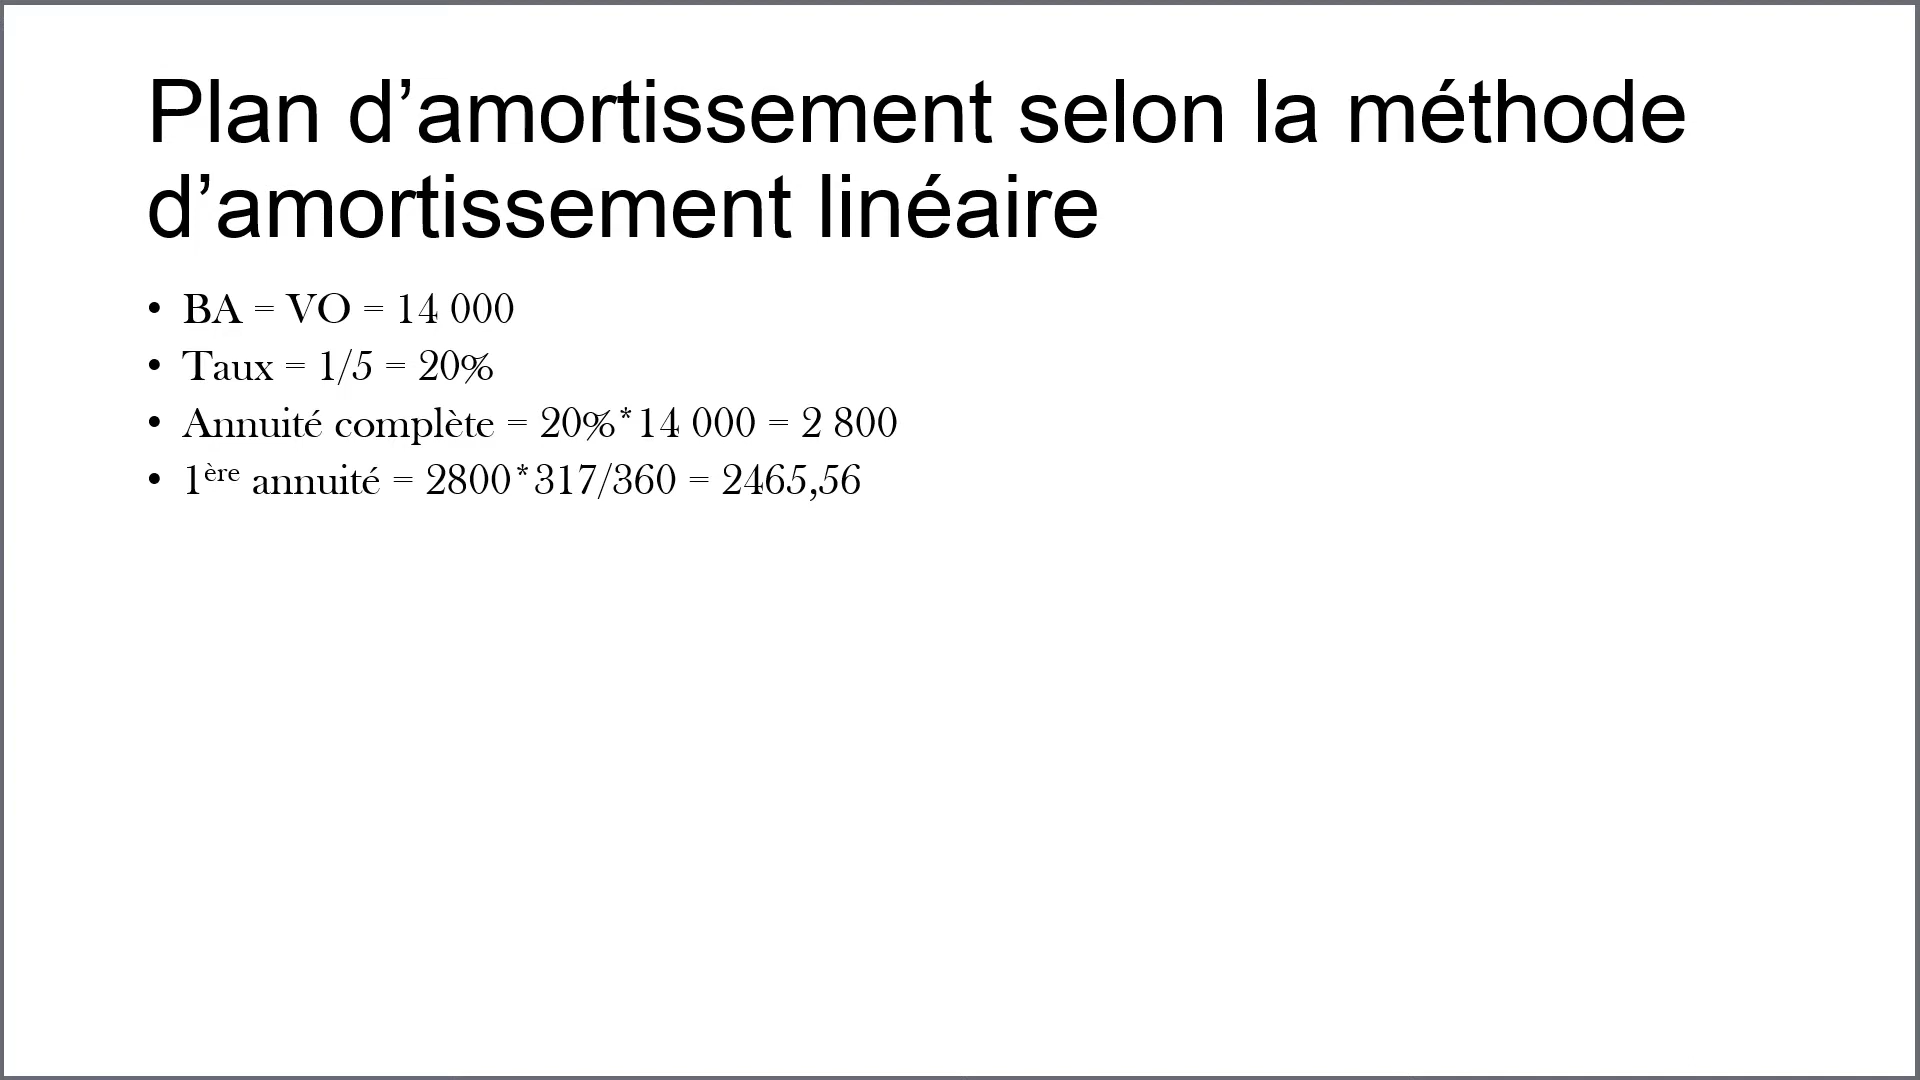 Plan d’amortissement selon la méthode
d’amortissement linéaire
• BA = VO = 14 000
• Taux = 1/5 = 20%
• Annuité complète = 20%*14 000 = 2 800
• 1ère annuité = 2800*317/360 = 2465,56